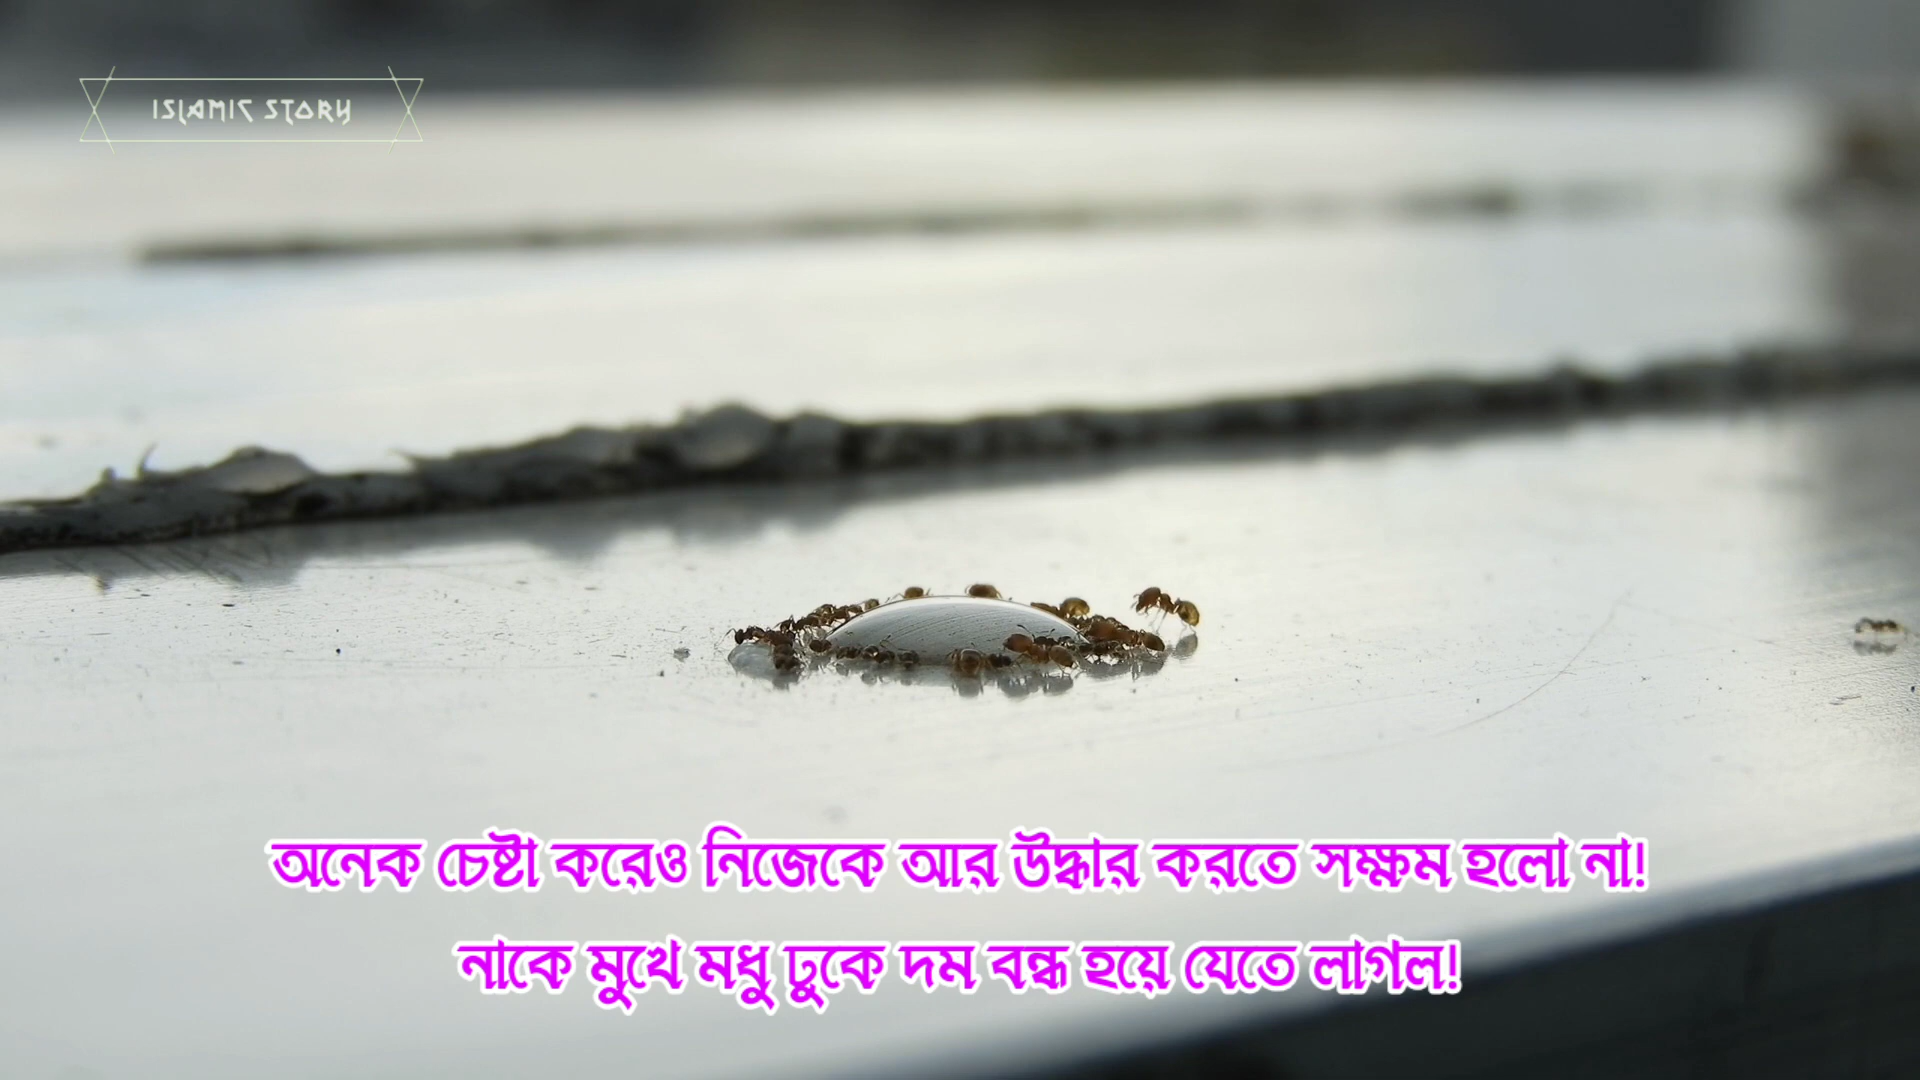 ISLAMIC STORY
অনেক চেষ্টা করেও নিজেকে আর উদ্ধার করতে সক্ষম হলো না!
নাকে মুখে মধু ঢুকে দম বন্ধ হয়ে যেতে লাগল!